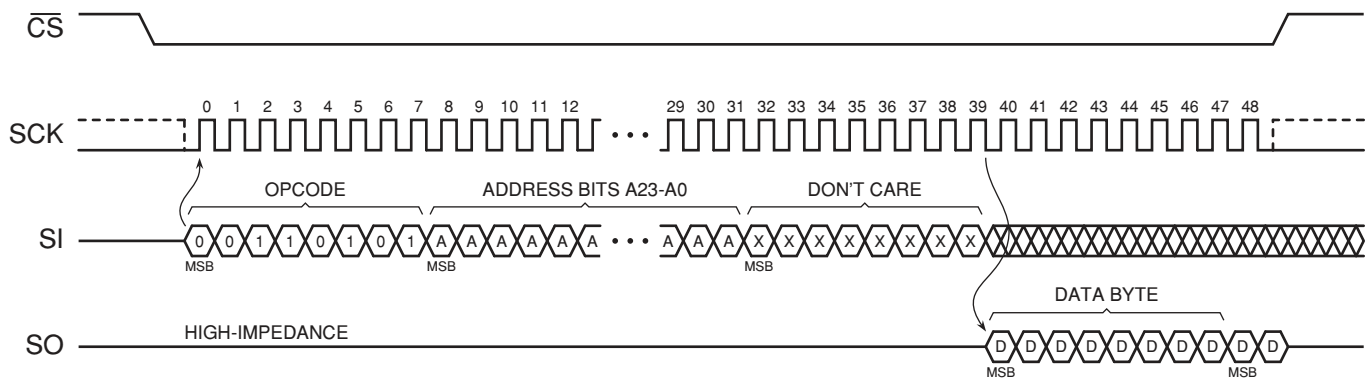 C̅S̅
0 1 2 3 4 5 6 7 8 9 10 11 12 • • • 29 30 31 32 33 34 35 36 37 38 39 40 41 42 43 44 45 46 47 48
SCK
OPCODE ADDRESS BITS A23-A0 DON'T CARE
SI 0 0 1 1 0 1 0 1 A A A A A A • • • A A A X X X X X X X X
MSB MSB MSB
DATA BYTE
HIGH-IMPEDANCE
SO D D D D D D D D D D
MSB MSB